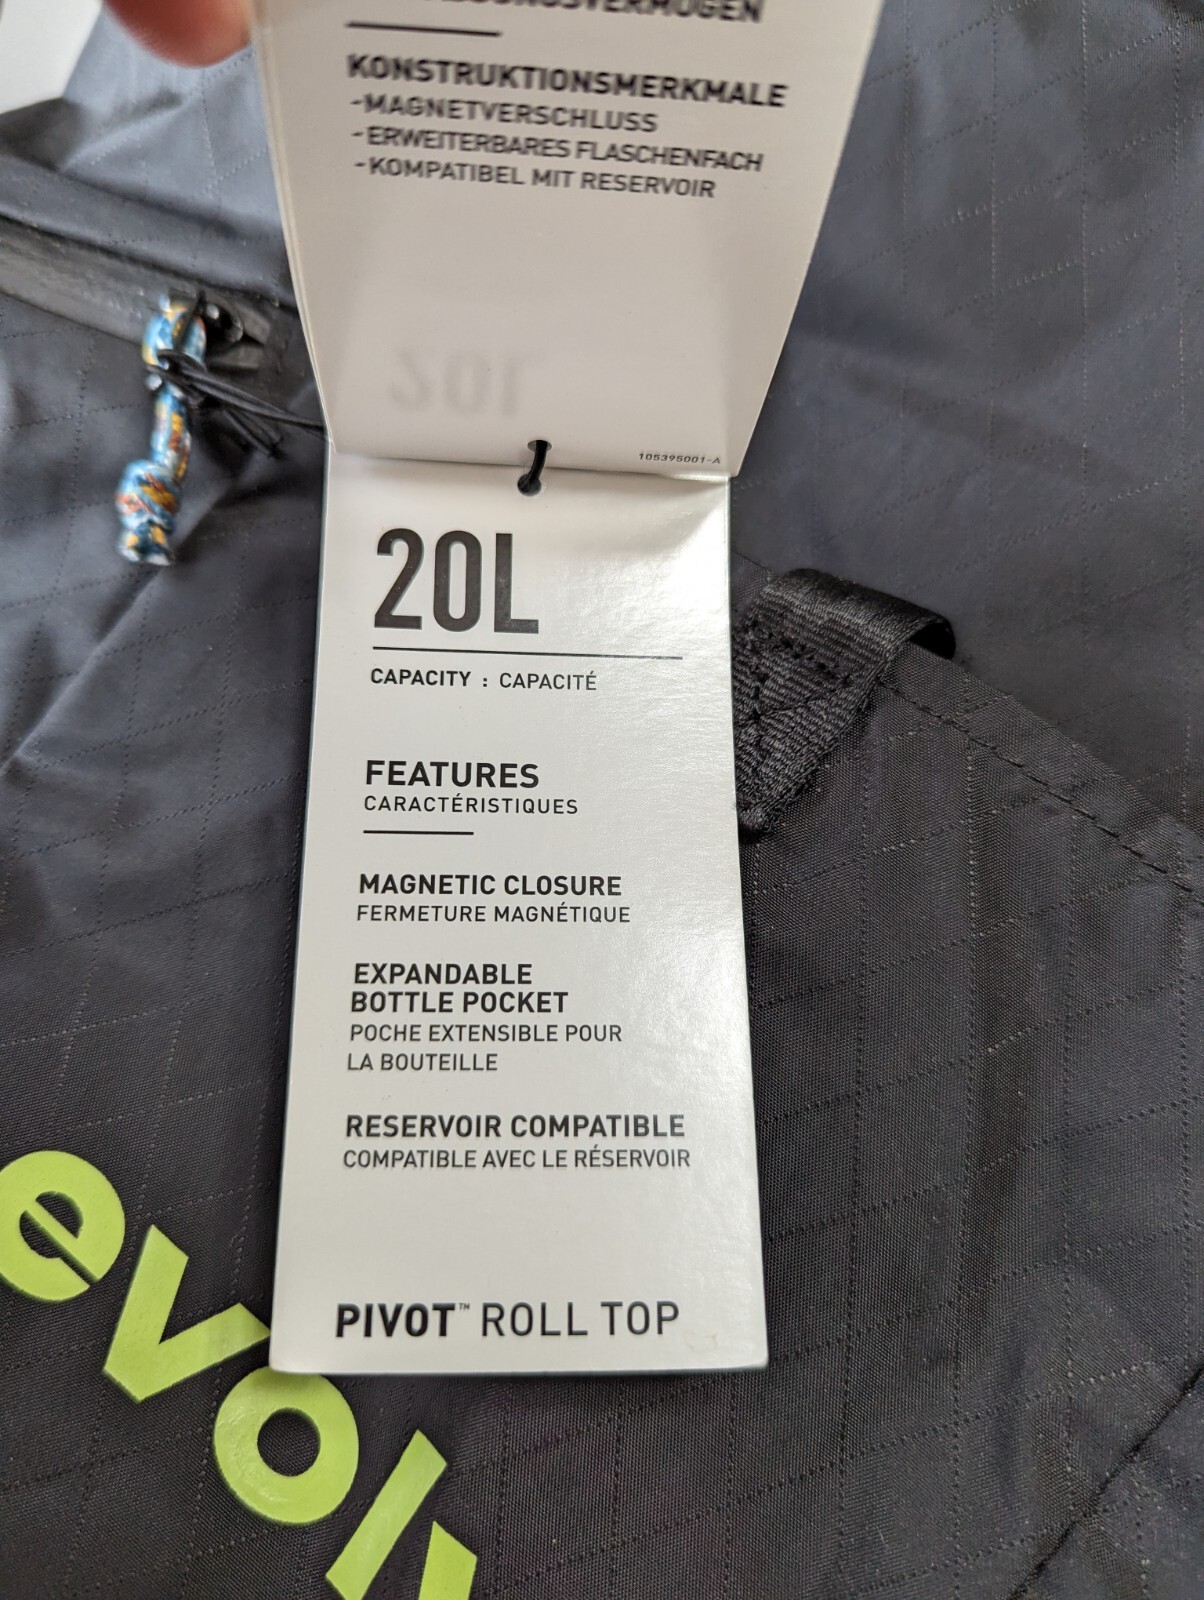 KONSTRUKTIONSMERKMALE
-MAGNETVERSCHLUSS
-ERWEITERBARES FLASCHENFACH
-KOMPATIBEL MIT RESERVOIR
20L
105395001-A
20L
CAPACITY : CAPACITÉ
FEATURES
CARACTÉRISTIQUES
MAGNETIC CLOSURE
FERMETURE MAGNÉTIQUE
EXPANDABLE
BOTTLE POCKET
POCHE EXTENSIBLE POUR
LA BOUTEILLE
RESERVOIR COMPATIBLE
COMPATIBLE AVEC LE RÉSERVOIR
PIVOT™ ROLL TOP
evol